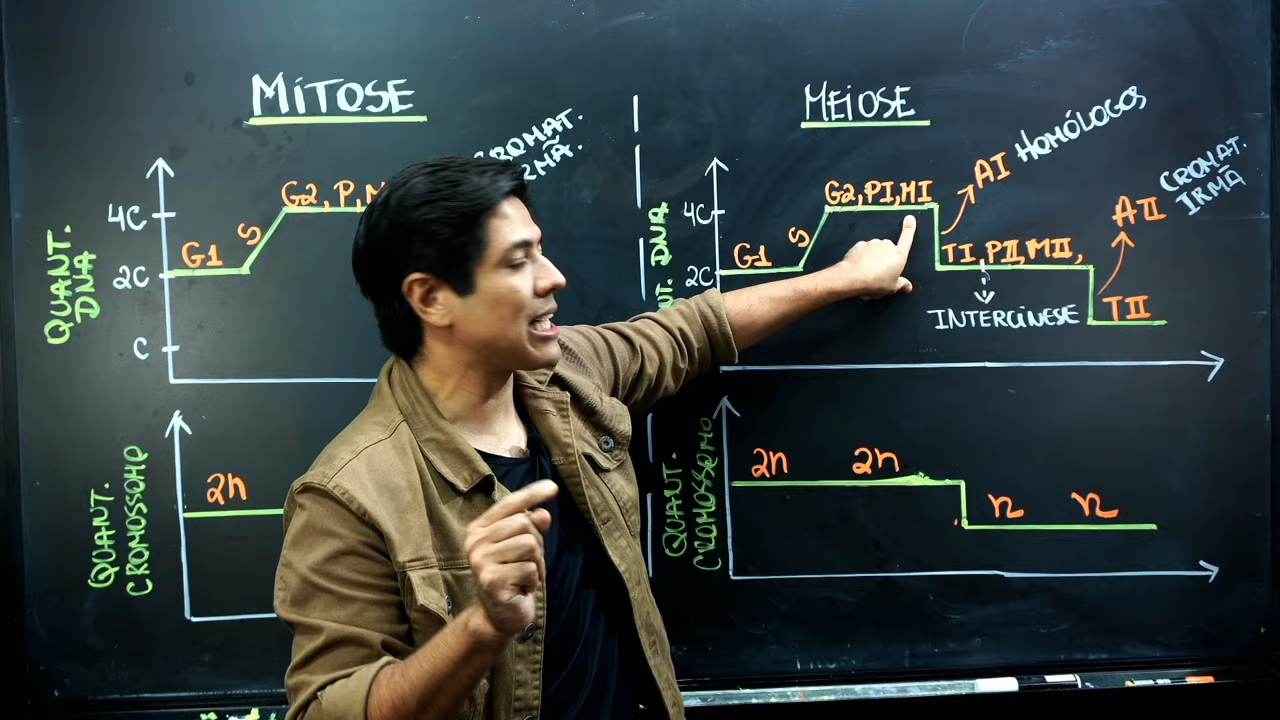 MITOSE
CROMAT.
IRMÃ.
QUANT.
DNA
4C
2C
C
G1
S
G2, P, M
QUANT.
CROMOSSOMO
2n
MEIOSE
QUANT. DNA
4C
2C
G1
S
G2,PI,MI
AI HOMÓLOGOS
TI,PII,MII,
INTERCINESE
AII
CROMAT.
IRMÃ
TII
QUANT.
CROMOSSOMO
2n 2n
n n